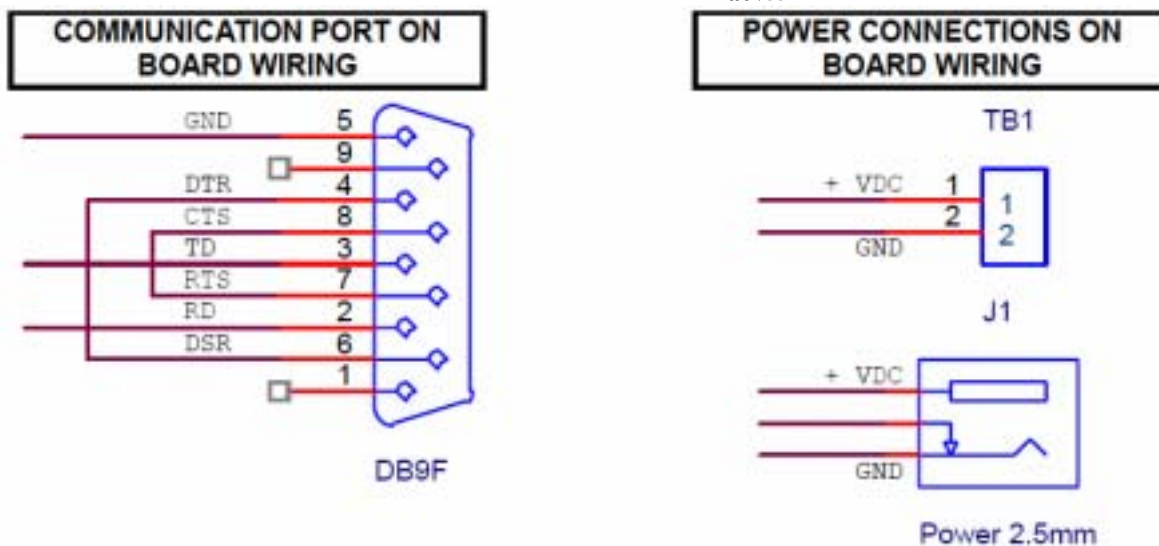 COMMUNICATION PORT ON
BOARD WIRING
GND 5
9
DTR 4
CTS 8
TD 3
RTS 7
RD 2
DSR 6
1
DB9F
POWER CONNECTIONS ON
BOARD WIRING
TB1
+ VDC 1 1
2 2
GND
J1
+ VDC
GND
Power 2.5mm